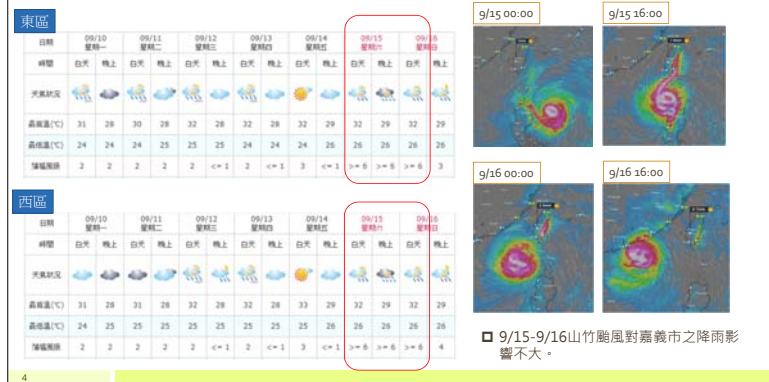 東區
日期 09/10 星期一 09/11 星期二 09/12 星期三 09/13 星期四 09/14 星期五 09/15 星期六 09/16 星期日
時間 白天 晚上 白天 晚上 白天 晚上 白天 晚上 白天 晚上 白天 晚上 白天 晚上
天氣狀況
最高溫(℃) 31 28 30 28 32 28 32 28 32 29 32 29 32 29
最低溫(℃) 24 24 24 25 25 25 24 24 24 26 26 26 26 26
蒲福風級 2 2 2 2 2 <= 1 2 <= 1 3 <= 1 >= 6 >= 6 >= 6 3
西區
日期 09/10 星期一 09/11 星期二 09/12 星期三 09/13 星期四 09/14 星期五 09/15 星期六 09/16 星期日
時間 白天 晚上 白天 晚上 白天 晚上 白天 晚上 白天 晚上 白天 晚上 白天 晚上
天氣狀況
最高溫(℃) 31 28 31 28 32 28 32 28 33 29 32 29 32 29
最低溫(℃) 24 25 25 25 25 25 25 25 25 26 26 26 26 26
蒲福風級 2 2 2 2 2 <= 1 2 <= 1 3 <= 1 >= 6 >= 6 >= 6 4
9/15 00:00
9/15 16:00
9/16 00:00
9/16 16:00
9/15-9/16山竹颱風對嘉義市之降雨影
響不大。
4